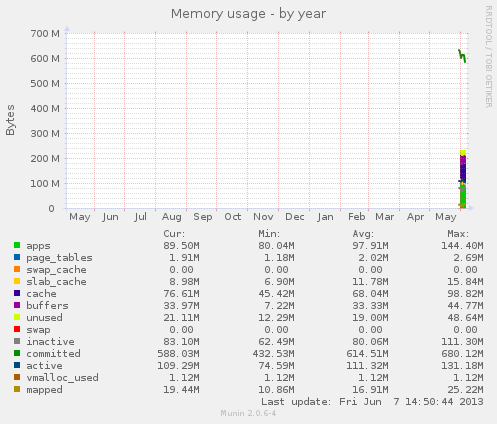 Memory usage - by year
RRDTOOL / TOBI OETIKER
Bytes
700 M
600 M
500 M
400 M
300 M
200 M
100 M
0
May Jun Jul Aug Sep Oct Nov Dec Jan Feb Mar Apr May
Cur: Min: Avg: Max:
apps 89.50M 80.04M 97.91M 144.40M
page_tables 1.91M 1.18M 2.02M 2.69M
swap_cache 0.00 0.00 0.00 0.00
slab_cache 8.98M 6.90M 11.78M 15.84M
cache 76.61M 45.42M 68.04M 98.82M
buffers 33.97M 7.22M 33.33M 44.77M
unused 21.11M 12.29M 19.00M 48.64M
swap 0.00 0.00 0.00 0.00
inactive 83.10M 62.49M 80.06M 111.30M
committed 588.03M 432.53M 614.51M 680.12M
active 109.29M 74.59M 111.32M 131.18M
vmalloc_used 1.12M 1.12M 1.12M 1.12M
mapped 19.44M 10.86M 16.91M 25.22M
Last update: Fri Jun 7 14:50:44 2013
Munin 2.0.6-4